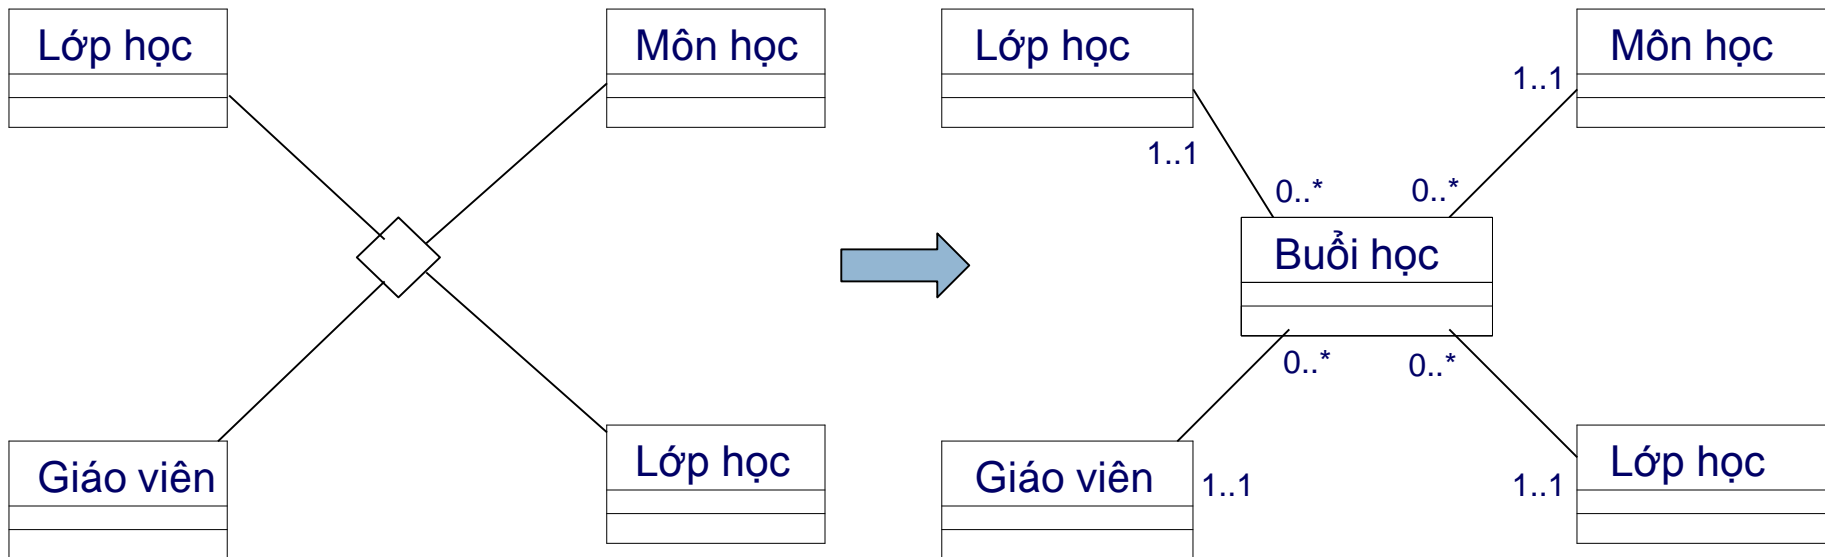 Lớp học
Môn học
Giáo viên
Lớp học
Lớp học
Môn học
1..1
1..1
0..*
0..*
Buổi học
0..*
0..*
Giáo viên
1..1
1..1
Lớp học